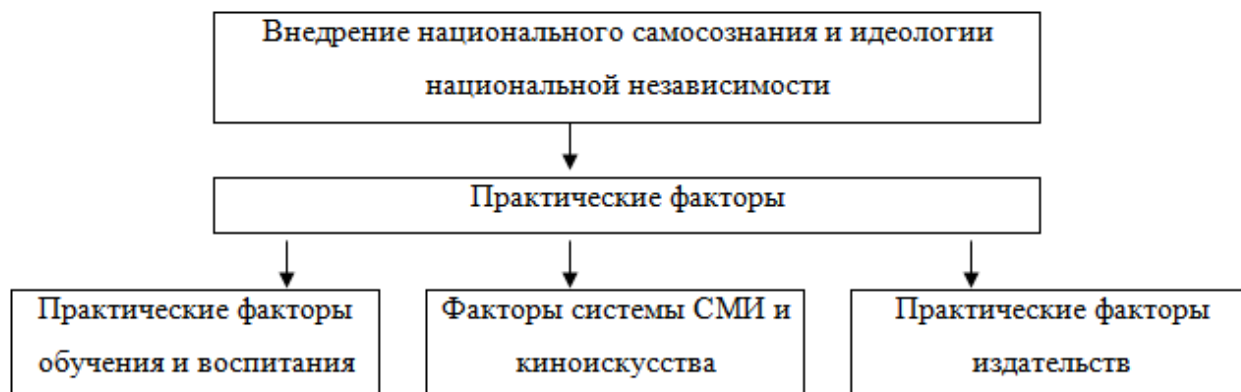 Внедрение национального самосознания и идеологии
национальной независимости
Практические факторы
Практические факторы
обучения и воспитания
Факторы системы СМИ и
киноискусства
Практические факторы
издательств